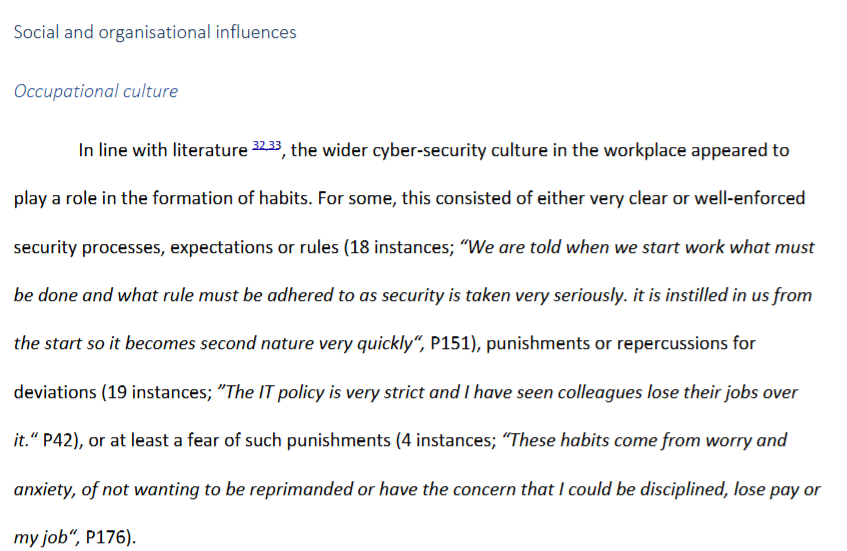 Social and organisational influences
Occupational culture
In line with literature 32,33, the wider cyber-security culture in the workplace appeared to
play a role in the formation of habits. For some, this consisted of either very clear or well-enforced
security processes, expectations or rules (18 instances; “We are told when we start work what must
be done and what rule must be adhered to as security is taken very seriously. it is instilled in us from
the start so it becomes second nature very quickly“, P151), punishments or repercussions for
deviations (19 instances; ”The IT policy is very strict and I have seen colleagues lose their jobs over
it.“ P42), or at least a fear of such punishments (4 instances; “These habits come from worry and
anxiety, of not wanting to be reprimanded or have the concern that I could be disciplined, lose pay or
my job“, P176).